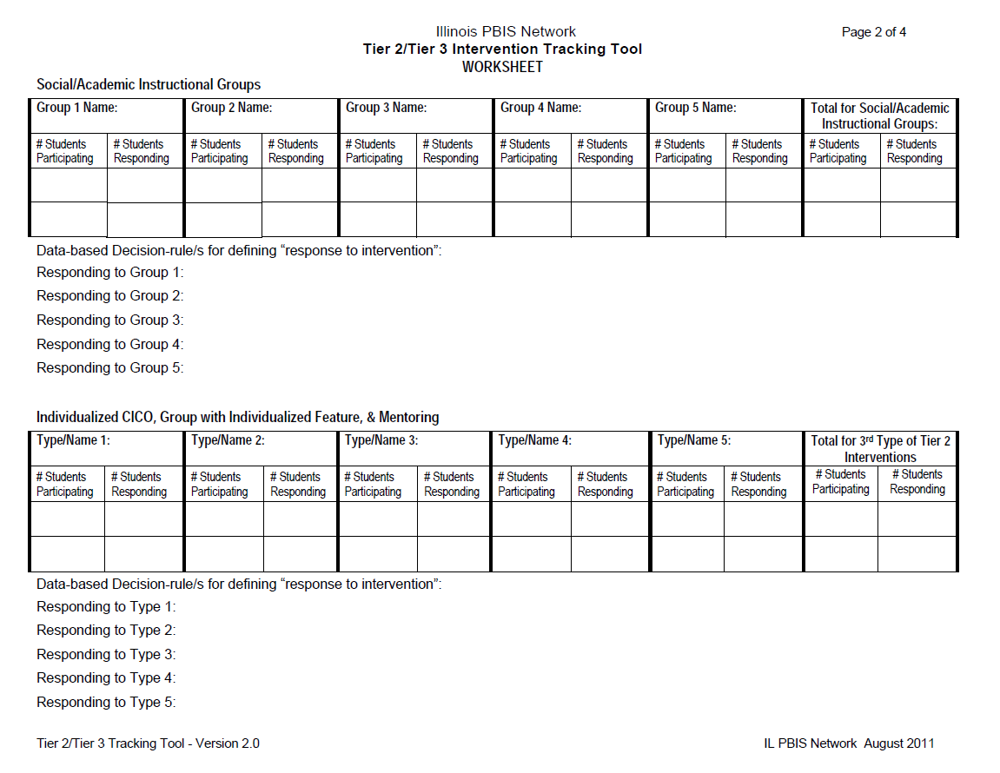 Illinois PBIS Network
Page 2 of 4
Tier 2/Tier 3 Intervention Tracking Tool
WORKSHEET
Social/Academic Instructional Groups
Group 1 Name: Group 2 Name: Group 3 Name: Group 4 Name: Group 5 Name: Total for Social/Academic
Instructional Groups:
# Students # Students # Students # Students # Students # Students # Students # Students # Students # Students # Students # Students
Participating Responding Participating Responding Participating Responding Participating Responding Participating Responding Participating Responding
Data-based Decision-rule/s for defining “response to intervention”:
Responding to Group 1:
Responding to Group 2:
Responding to Group 3:
Responding to Group 4:
Responding to Group 5:
Individualized CICO, Group with Individualized Feature, & Mentoring
Type/Name 1: Type/Name 2: Type/Name 3: Type/Name 4: Type/Name 5: Total for 3rd Type of Tier 2
Interventions
# Students # Students # Students # Students # Students # Students # Students # Students # Students # Students # Students # Students
Participating Responding Participating Responding Participating Responding Participating Responding Participating Responding Participating Responding
Data-based Decision-rule/s for defining “response to intervention”:
Responding to Type 1:
Responding to Type 2:
Responding to Type 3:
Responding to Type 4:
Responding to Type 5:
Tier 2/Tier 3 Tracking Tool - Version 2.0
IL PBIS Network August 2011